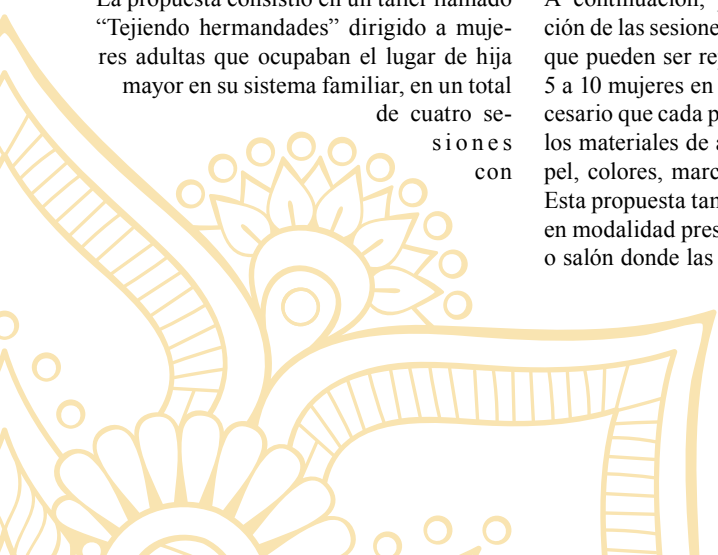 La propuesta consistió en un taller llamado
“Tejiendo hermandades” dirigido a muje-
res adultas que ocupaban el lugar de hija
mayor en su sistema familiar, en un total
de cuatro se-
siones
con
A continuación,
ción de las sesiones
que pueden ser re
5 a 10 mujeres en
cesario que cada p
los materiales de a
pel, colores, marc
Esta propuesta tan
en modalidad pres
o salón donde las